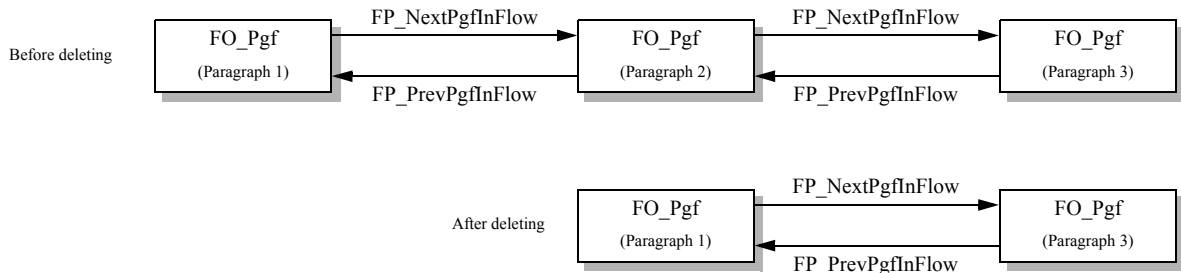 FP_NextPgfInFlow
FP_NextPgfInFlow
Before deleting
FO_Pgf
(Paragraph 1)
FO_Pgf
(Paragraph 2)
FO_Pgf
(Paragraph 3)
FP_PrevPgfInFlow
FP_PrevPgfInFlow
FP_NextPgfInFlow
After deleting
FO_Pgf
(Paragraph 1)
FO_Pgf
(Paragraph 3)
FP_PrevPgfInFlow